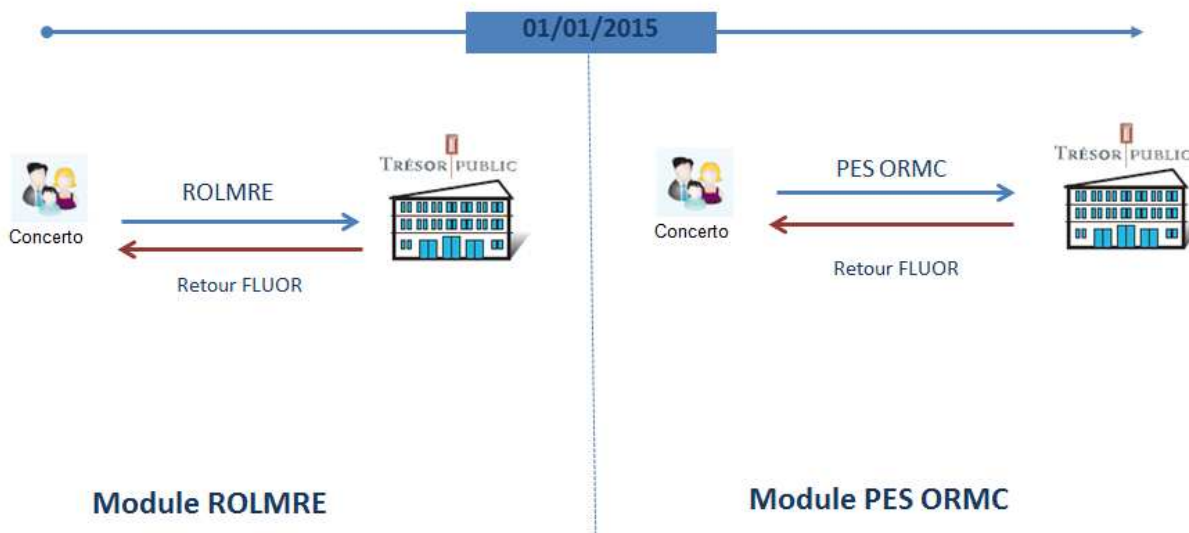 01/01/2015
TRÉSOR PUBLIC
ROLMRE
Concerto
Retour FLUOR
Module ROLMRE
TRÉSOR PUBLIC
PES ORMC
Concerto
Retour FLUOR
Module PES ORMC